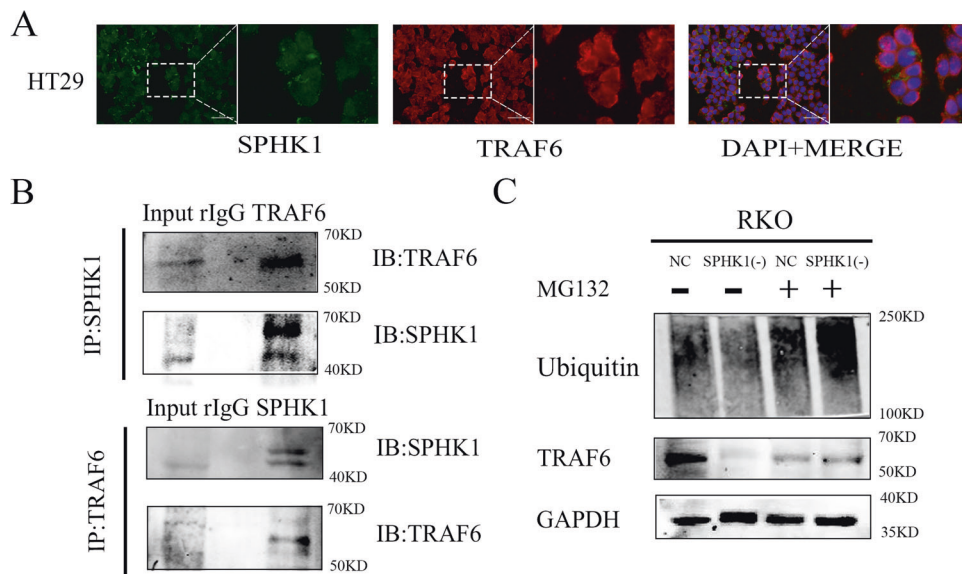 A
HT29
SPHK1
TRAF6
DAPI+MERGE
B
Input rIgG TRAF6
IP:SPHK1
70KD
50KD
IB:TRAF6
70KD
40KD
IB:SPHK1
Input rIgG SPHK1
IP:TRAF6
70KD
40KD
IB:SPHK1
70KD
50KD
IB:TRAF6
C
RKO
NC SPHK1(-) NC SPHK1(-)
MG132 - - + +
Ubiquitin
250KD
100KD
TRAF6
70KD
50KD
GAPDH
40KD
35KD